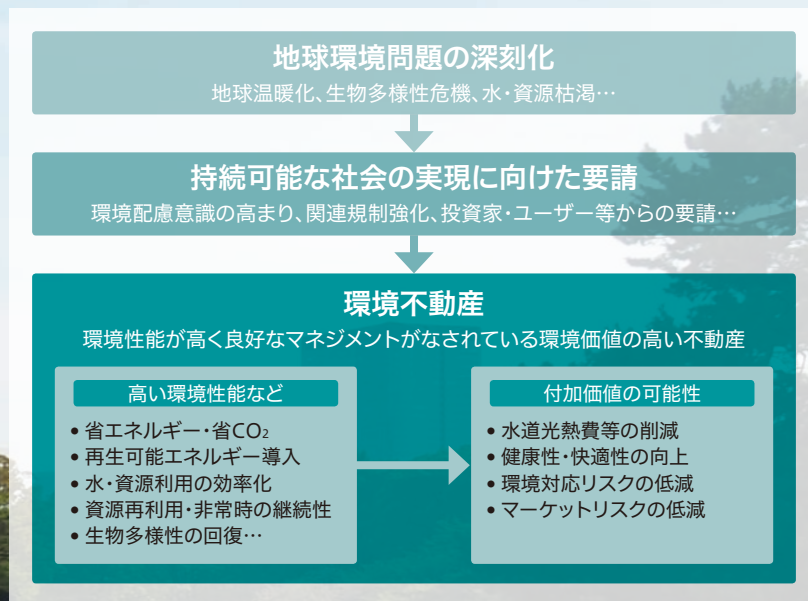 地球環境問題の深刻化
地球温暖化、生物多様性危機、水・資源枯渇…
持続可能な社会の実現に向けた要請
環境配慮意識の高まり、関連規制強化、投資家・ユーザー等からの要請…
環境不動産
環境性能が高く良好なマネジメントがなされている環境価値の高い不動産
高い環境性能など
• 省エネルギー・省CO₂
• 再生可能エネルギー導入
• 水・資源利用の効率化
• 資源再利用・非常時の継続性
• 生物多様性の回復…
付加価値の可能性
• 水道光熱費等の削減
• 健康性・快適性の向上
• 環境対応リスクの低減
• マーケットリスクの低減